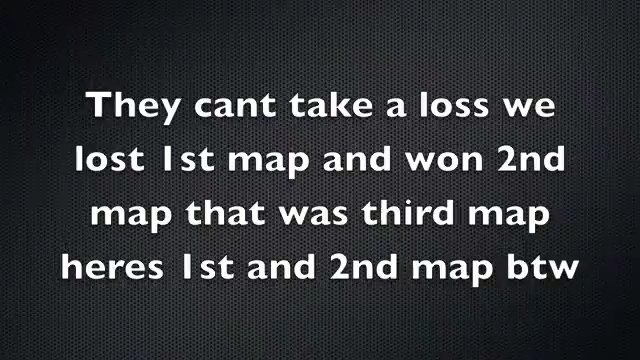 They cant take a loss we
lost 1st map and won 2nd
map that was third map
heres 1st and 2nd map btw